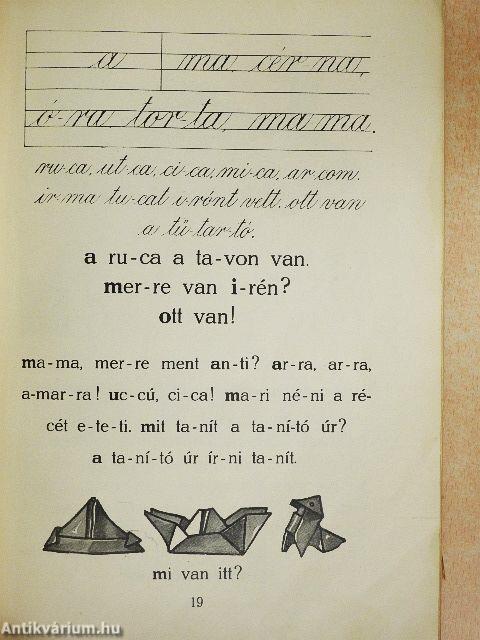 a ma cér-na,
ó-ra tor-ta, ma-ma.
ru-ca, ut-ca, ci-ca, mi-ca, ar-com.
ir-ma tu-cat i-rónt vett. ott van
a tű-tar-tó.
a ru-ca a ta-von van.
mer-re van i-rén?
ott van!
ma-ma, mer-re ment an-ti? ar-ra, ar-ra,
a-mar-ra! uc-cú, ci-ca! ma-ri né-ni a ré-
cét e-te-ti. mit ta-nít a ta-ní-tó úr?
a ta-ní-tó úr ír-ni ta-nít.
mi van itt?
19
Antikvárium.hu